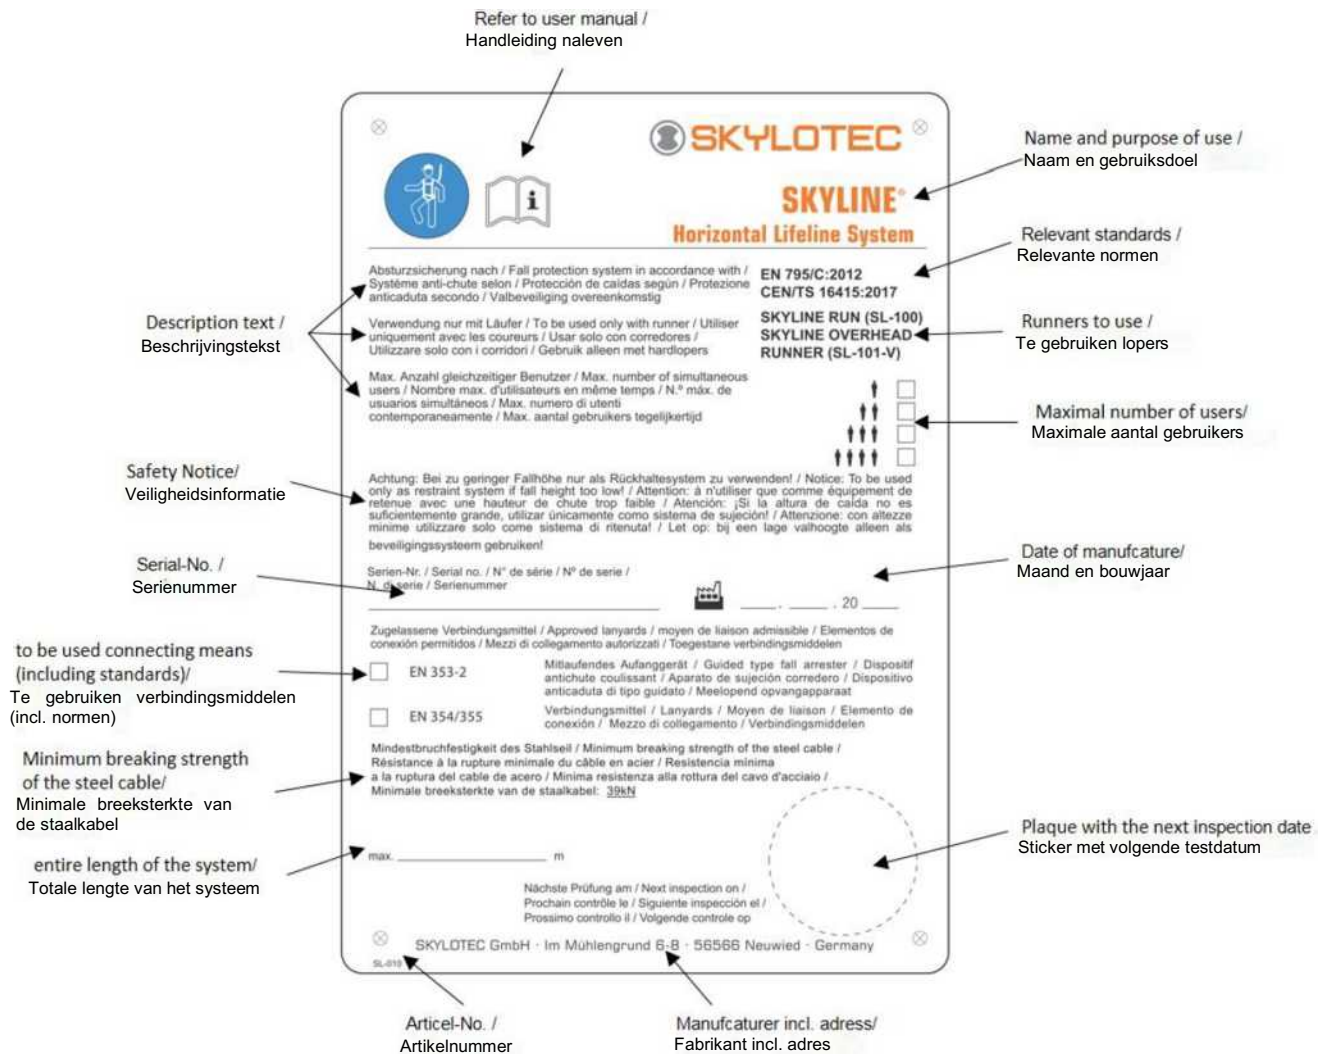 Refer to user manual /
Handleiding naleven
SKYLOTEC
SKYLINE®
Horizontal Lifeline System
Name and purpose of use /
Naam en gebruiksdoel
Absturzsicherung nach / Fall protection system in accordance with /
Système anti-chute selon / Protección de caídas según / Protezione
anticaduta secondo / Valbeveiliging overeenkomstig
EN 795/C:2012
CEN/TS 16415:2017
Relevant standards /
Relevante normen
Description text /
Beschrijvingstekst
Verwendung nur mit Läufer / To be used only with runner / Utiliser
uniquement avec les coureurs / Usar solo con corredores /
Utilizzare solo con i corridori / Gebruik alleen met hardlopers
SKYLINE RUN (SL-100)
SKYLINE OVERHEAD
RUNNER (SL-101-V)
Runners to use /
Te gebruiken lopers
Max. Anzahl gleichzeitiger Benutzer / Max. number of simultaneous
users / Nombre max. d'utilisateurs en même temps / N.º máx. de
usuarios simultáneos / Max. numero di utenti
contemporaneamente / Max. aantal gebruikers tegelijkertijd
Maximal number of users/
Maximale aantal gebruikers
Safety Notice/
Veiligheidsinformatie
Achtung: Bei zu geringer Fallhöhe nur als Rückhaltesystem zu verwenden! / Notice: To be used
only as restraint system if fall height too low! / Attention: à n'utiliser que comme équipement de
retenue avec une hauteur de chute trop faible / Atención: ¡Si la altura de caída no es
suficientemente grande, utilizar únicamente como sistema de sujeción! / Attenzione: con altezze
minime utilizzare solo come sistema di ritenuta! / Let op: bij een lage valhoogte alleen als
beveiligingssysteem gebruiken!
Serial-No. /
Serienummer
Serien-Nr. / Serial no. / N° de série / Nº de serie /
N. di serie / Serienummer
. . 20
Date of manufcature/
Maand en bouwjaar
Zugelassene Verbindungsmittel / Approved lanyards / moyen de liaison admissible / Elementos de
conexión permitidos / Mezzi di collegamento autorizzati / Toegestane verbindingsmiddelen
to be used connecting means
(including standards)/
Te gebruiken verbindingsmiddelen
(incl. normen)
EN 353-2
Mitlaufendes Aufanggerät / Guided type fall arrester / Dispositif
antichute coulissant / Aparato de sujeción corredero / Dispositivo
anticaduta di tipo guidato / Meelopend opvangapparaat
EN 354/355
Verbindungsmittel / Lanyards / Moyen de liaison / Elemento de
conexión / Mezzo di collegamento / Verbindingsmiddelen
Minimum breaking strength
of the steel cable/
Minimale breeksterkte van
de staalkabel
Mindestbruchfestigkeit des Stahlseil / Minimum breaking strength of the steel cable /
Résistance à la rupture minimale du câble en acier / Resistencia mínima
a la ruptura del cable de acero / Minima resistenza alla rottura del cavo d'acciaio /
Minimale breeksterkte van de staalkabel: 39kN
entire length of the system/
Totale lengte van het systeem
max. m
Plaque with the next inspection date
Sticker met volgende testdatum
Nächste Prüfung am / Next inspection on /
Prochain contrôle le / Siguiente inspección el /
Prossimo controllo il / Volgende controle op
SKYLOTEC GmbH · Im Mühlengrund 6-8 · 56566 Neuwied · Germany
SL-010
Articel-No. /
Artikelnummer
Manufcaturer incl. adress/
Fabrikant incl. adres